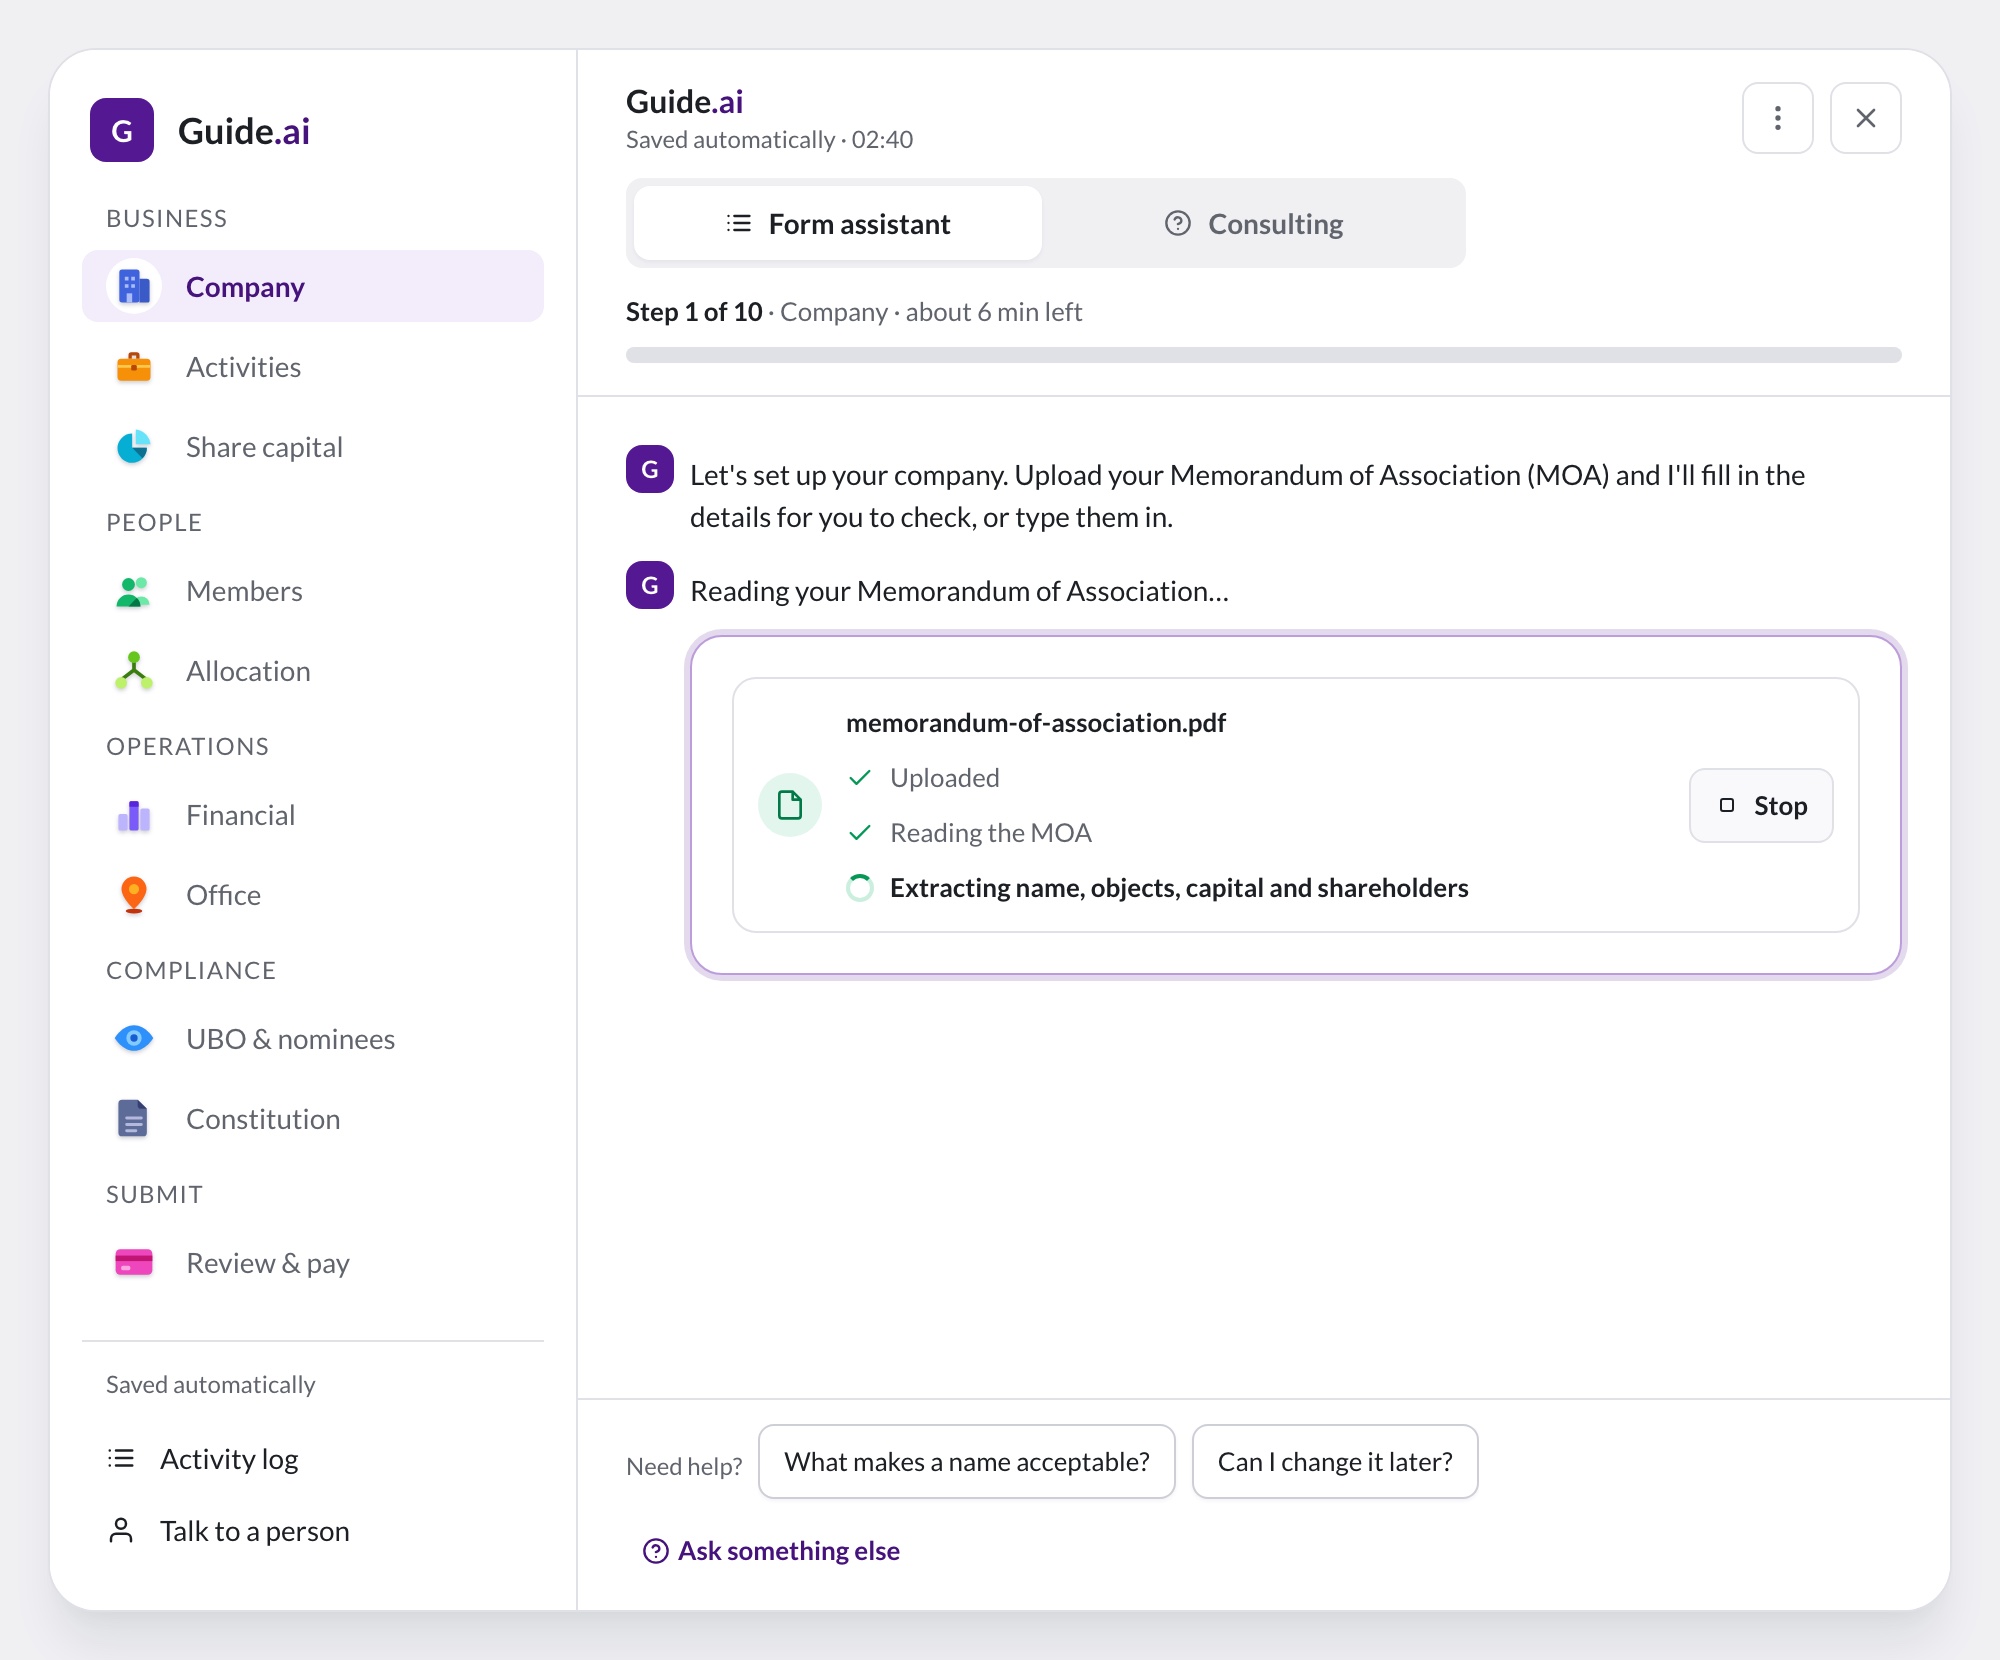 G Guide.ai
BUSINESS
Company
Activities
Share capital
PEOPLE
Members
Allocation
OPERATIONS
Financial
Office
COMPLIANCE
UBO & nominees
Constitution
SUBMIT
Review & pay
Saved automatically
Activity log
Talk to a person
Guide.ai
Saved automatically · 02:40
Form assistant
Consulting
Step 1 of 10 · Company · about 6 min left
G Let's set up your company. Upload your Memorandum of Association (MOA) and I'll fill in the
details for you to check, or type them in.
G Reading your Memorandum of Association...
memorandum-of-association.pdf
Uploaded
Reading the MOA
Extracting name, objects, capital and shareholders
Stop
Need help?
What makes a name acceptable?
Can I change it later?
Ask something else